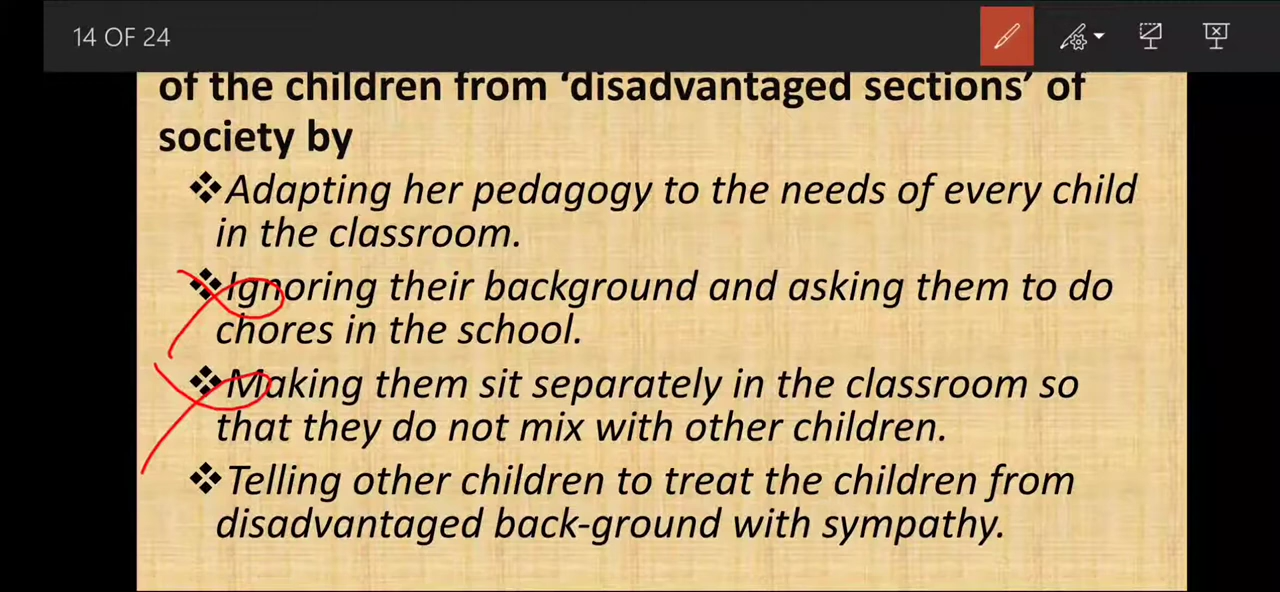 14 OF 24
of the children from ‘disadvantaged sections’ of
society by
❖Adapting her pedagogy to the needs of every child
in the classroom.
❖Ignoring their background and asking them to do
chores in the school.
❖Making them sit separately in the classroom so
that they do not mix with other children.
❖Telling other children to treat the children from
disadvantaged back-ground with sympathy.